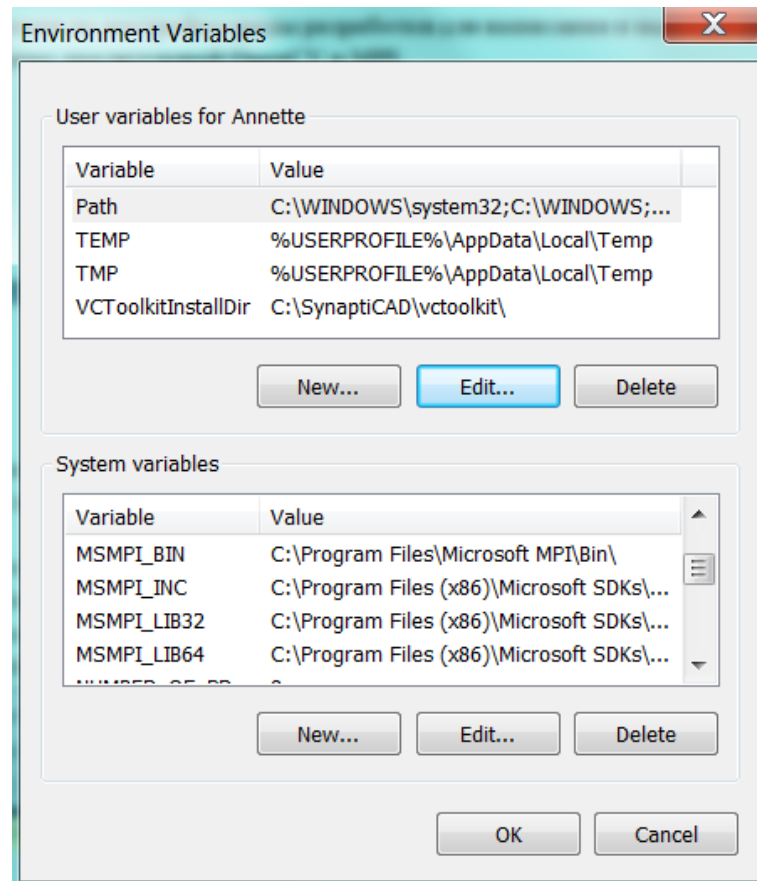 Environment Variables
User variables for Annette
Variable Value
Path C:\WINDOWS\system32;C:\WINDOWS;...
TEMP %USERPROFILE%\AppData\Local\Temp
TMP %USERPROFILE%\AppData\Local\Temp
VCToolkitInstallDir C:\SynaptiCAD\vctoolkit\
New... Edit... Delete
System variables
Variable Value
MSMPI_BIN C:\Program Files\Microsoft MPI\Bin\
MSMPI_INC C:\Program Files (x86)\Microsoft SDKs\...
MSMPI_LIB32 C:\Program Files (x86)\Microsoft SDKs\...
MSMPI_LIB64 C:\Program Files (x86)\Microsoft SDKs\...
New... Edit... Delete
OK Cancel